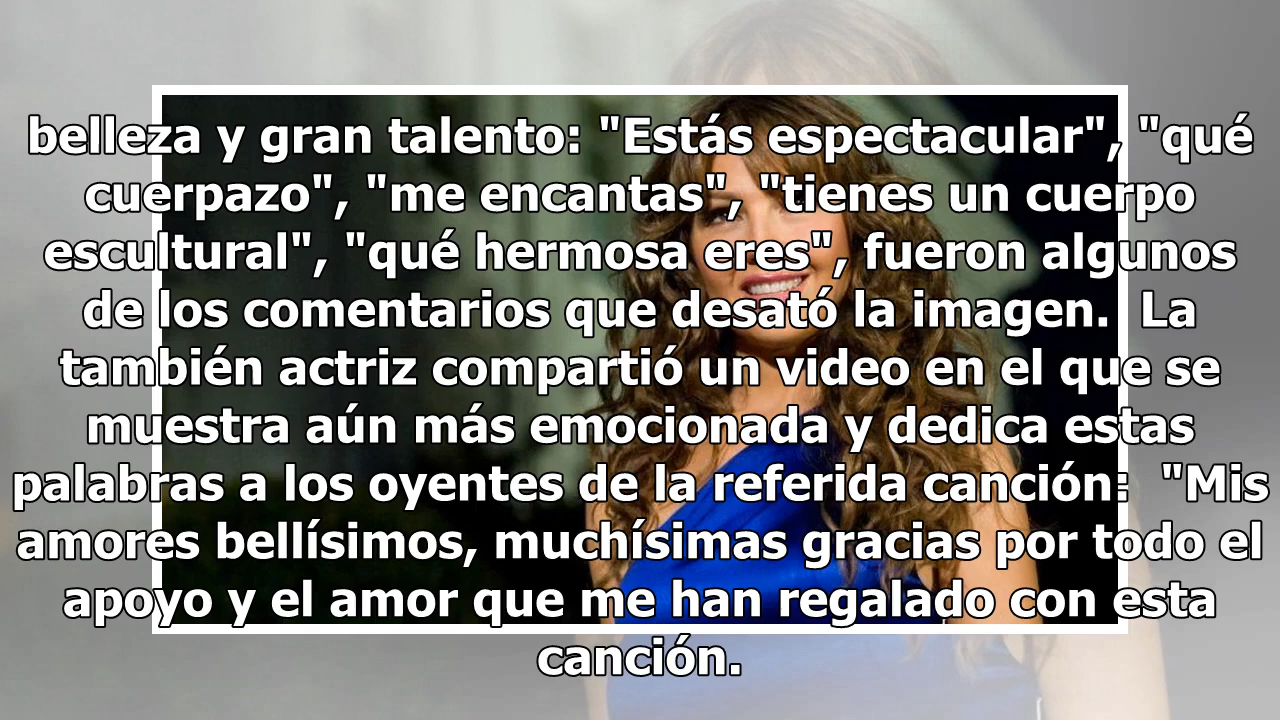 belleza y gran talento: "Estás espectacular", "qué
cuerpazo", "me encantas", "tienes un cuerpo
escultural", "qué hermosa eres", fueron algunos
de los comentarios que desató la imagen.  La
también actriz compartió un video en el que se
muestra aún más emocionada y dedica estas
palabras a los oyentes de la referida canción:  "Mis
amores bellísimos, muchísimas gracias por todo el
apoyo y el amor que me han regalado con esta
canción.